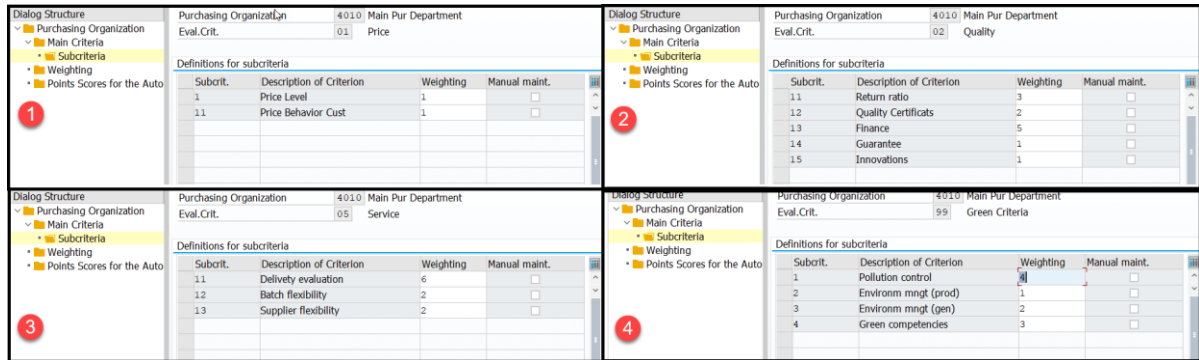 Dialog Structure
Purchasing Organization
Main Criteria
Subcriteria
Weighting
Points Scores for the Auto
1
Purchasing Organization 4010 Main Pur Department
Eval.Crit. 01 Price
Definitions for subcriteria
Subcrit. Description of Criterion Weighting Manual maint.
1 Price Level 1
11 Price Behavior Cust 1
Dialog Structure
Purchasing Organization
Main Criteria
Subcriteria
Weighting
Points Scores for the Auto
2
Purchasing Organization 4010 Main Pur Department
Eval.Crit. 02 Quality
Definitions for subcriteria
Subcrit. Description of Criterion Weighting Manual maint.
11 Return ratio 3
12 Quality Certificats 2
13 Finance 5
14 Guarantee 1
15 Innovations 1
Dialog Structure
Purchasing Organization
Main Criteria
Subcriteria
Weighting
Points Scores for the Auto
3
Purchasing Organization 4010 Main Pur Department
Eval.Crit. 05 Service
Definitions for subcriteria
Subcrit. Description of Criterion Weighting Manual maint.
11 Delivety evaluation 6
12 Batch flexibility 2
13 Supplier flexibility 2
Dialog Structure
Purchasing Organization
Main Criteria
Subcriteria
Weighting
Points Scores for the Auto
4
Purchasing Organization 4010 Main Pur Department
Eval.Crit. 99 Green Criteria
Definitions for subcriteria
Subcrit. Description of Criterion Weighting Manual maint.
1 Pollution control 4
2 Environm mngt (prod) 1
3 Environm mngt (gen) 2
4 Green competencies 3